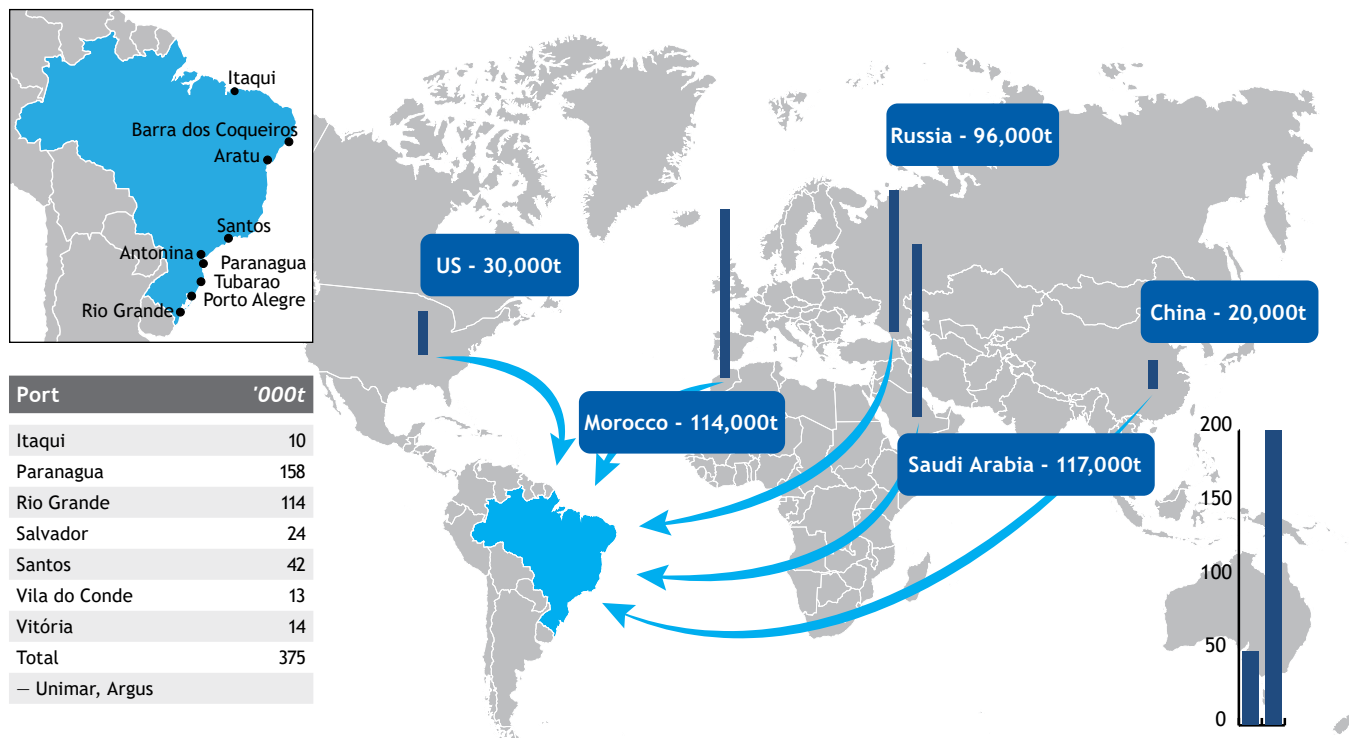 Itaqui
Barra dos Coqueiros
Aratu
Santos
Antonina
Paranagua
Tubarao
Porto Alegre
Rio Grande
Port '000t
Itaqui 10
Paranagua 158
Rio Grande 114
Salvador 24
Santos 42
Vila do Conde 13
Vitória 14
Total 375
— Unimar, Argus
Russia - 96,000t
US - 30,000t
China - 20,000t
Morocco - 114,000t
Saudi Arabia - 117,000t
200
150
100
50
0